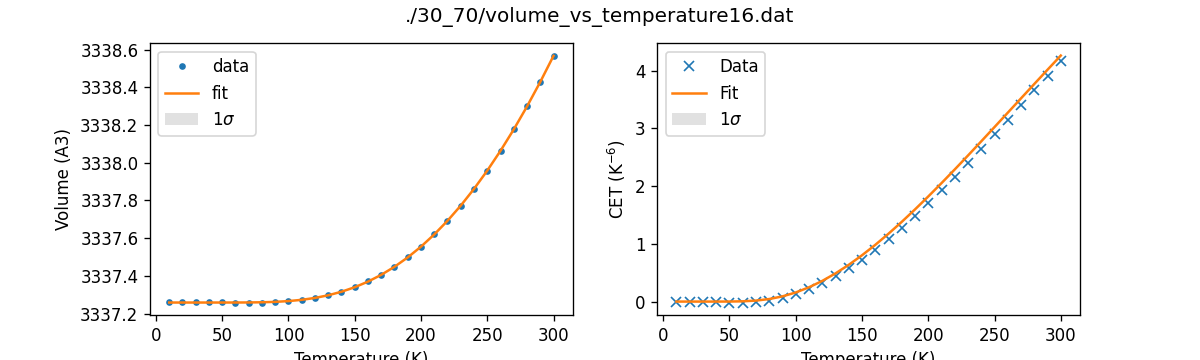 ./30_70/volume_vs_temperature16.dat
Volume (A3)
3338.6
3338.4
3338.2
3338.0
3337.8
3337.6
3337.4
3337.2
data
fit
1σ
0 50 100 150 200 250 300
Temperature (K)
CET (K⁻⁶)
4
3
2
1
0
Data
Fit
1σ
0 50 100 150 200 250 300
Temperature (K)